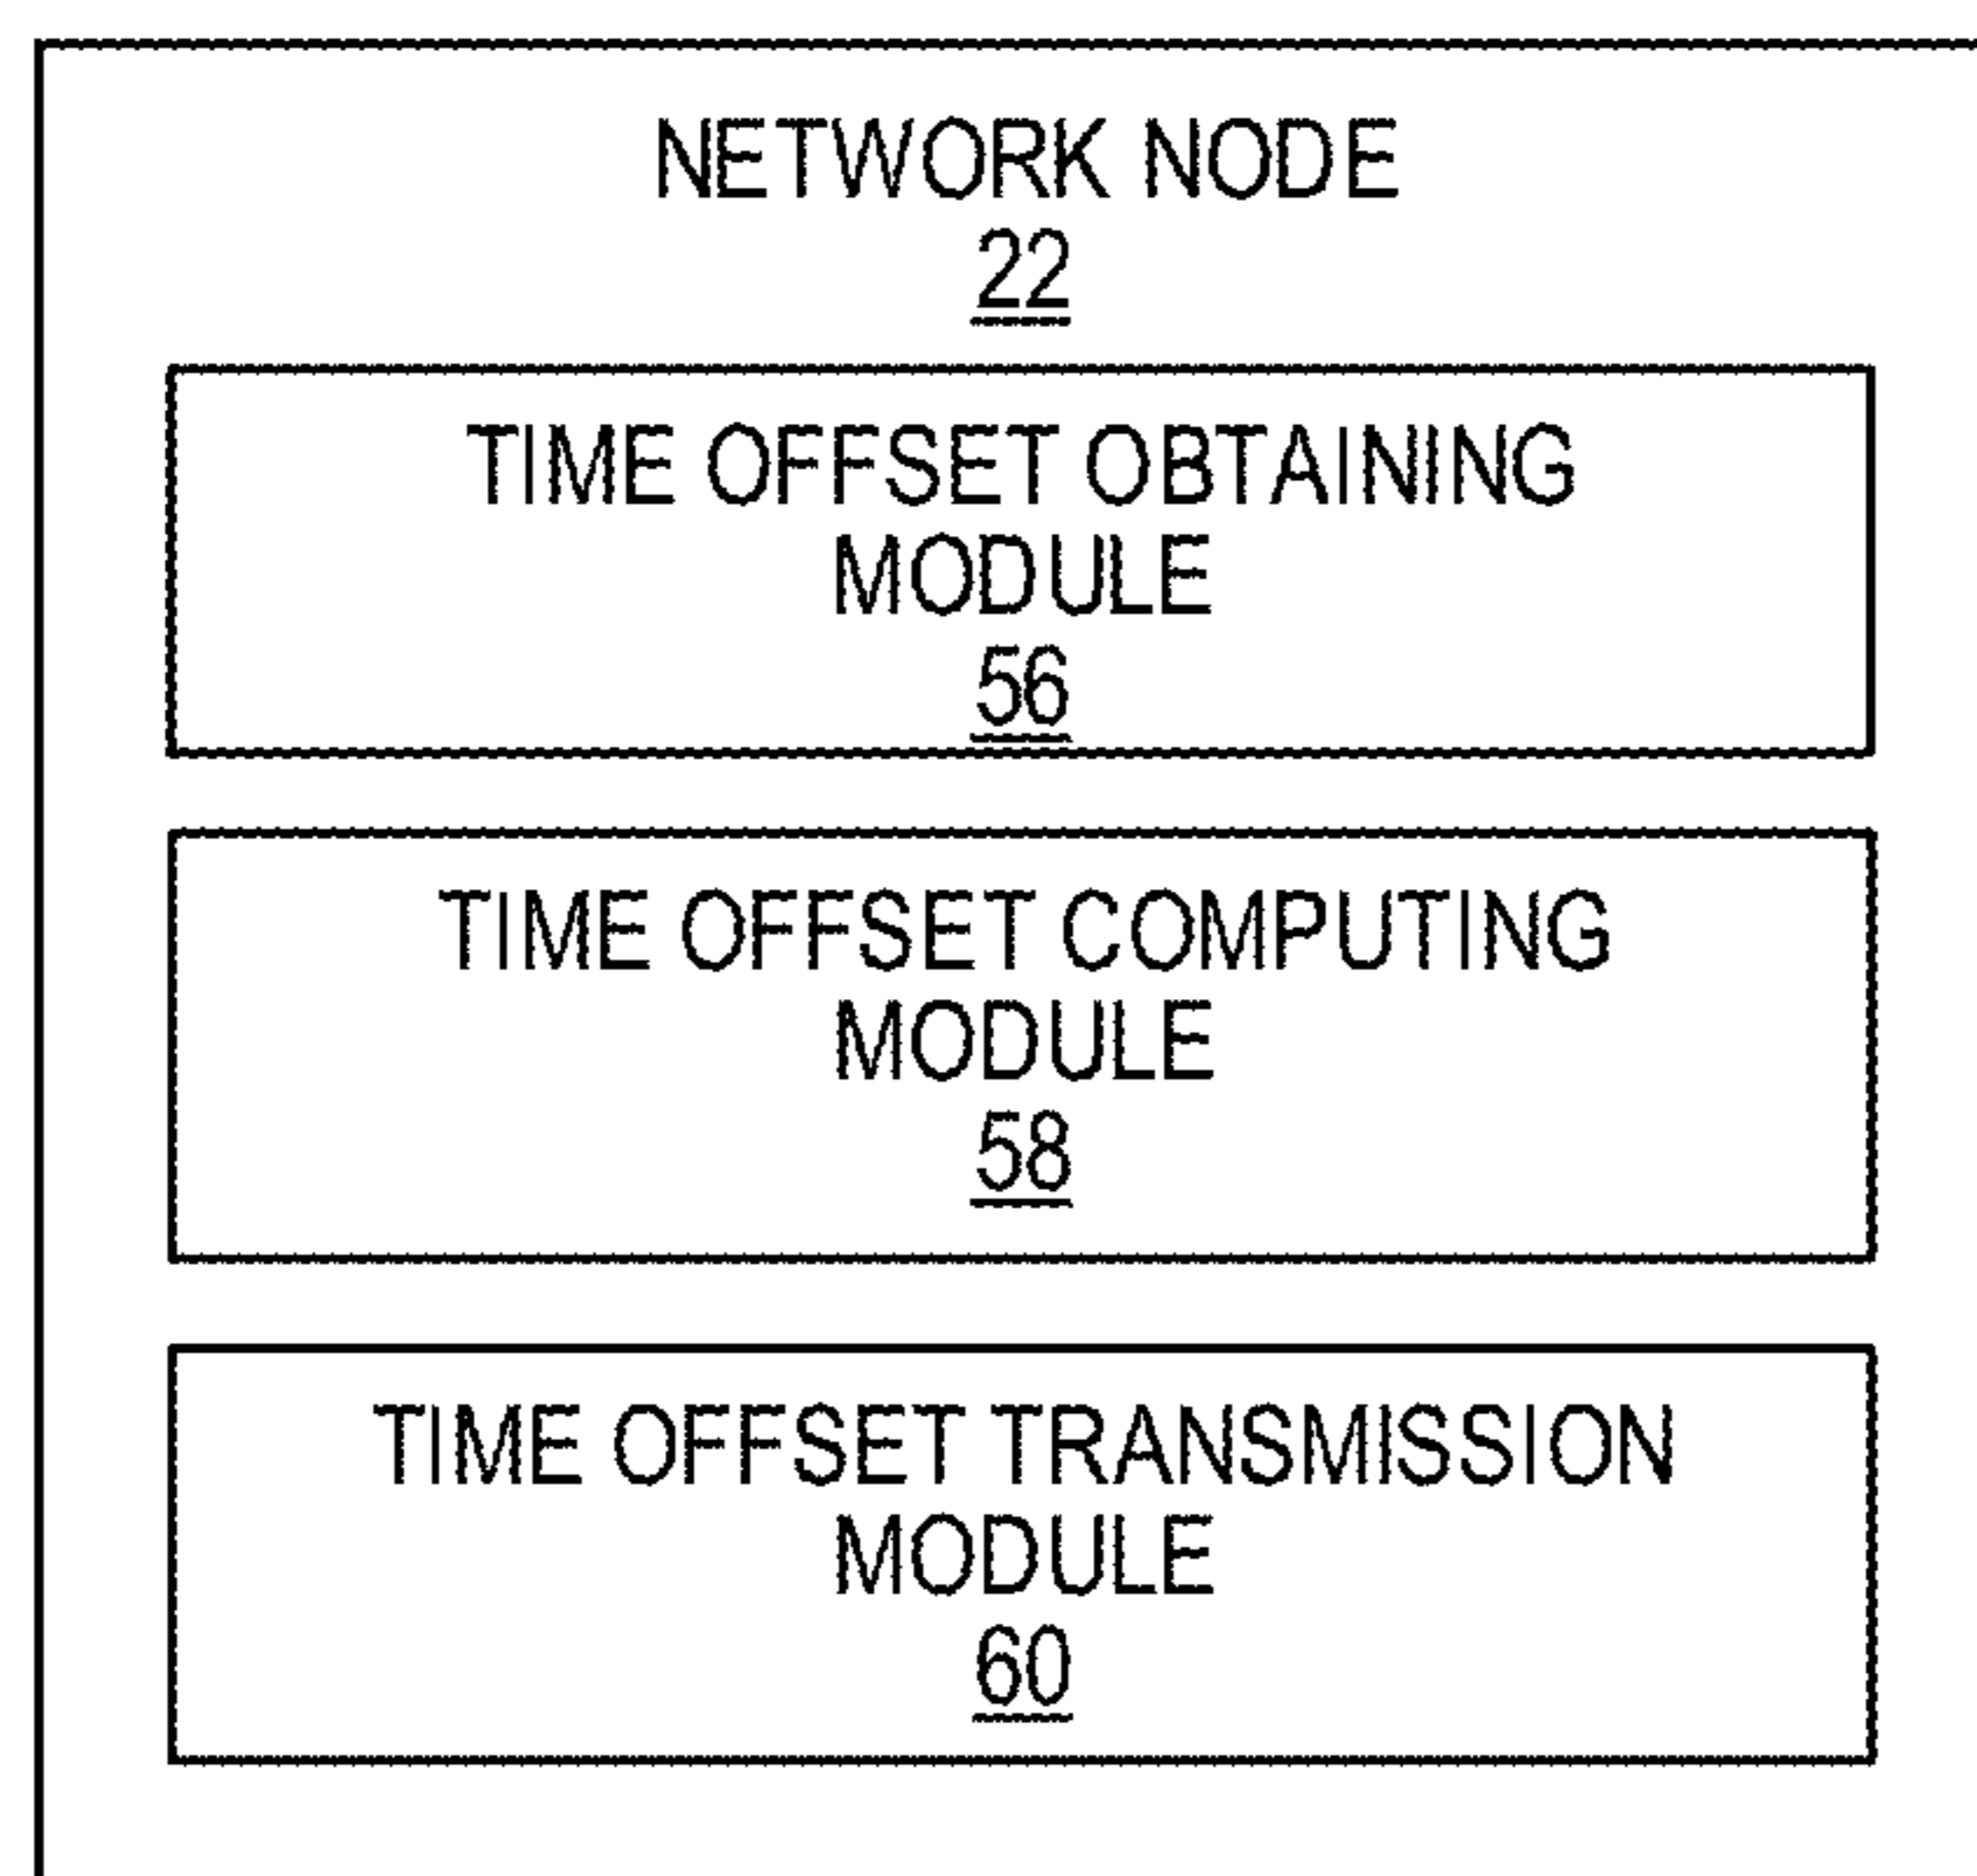 NETWORK NODE
22
TIME OFFSET OBTAINING
MODULE
56
TIME OFFSET COMPUTING
MODULE
58
TIME OFFSET TRANSMISSION
MODULE
60